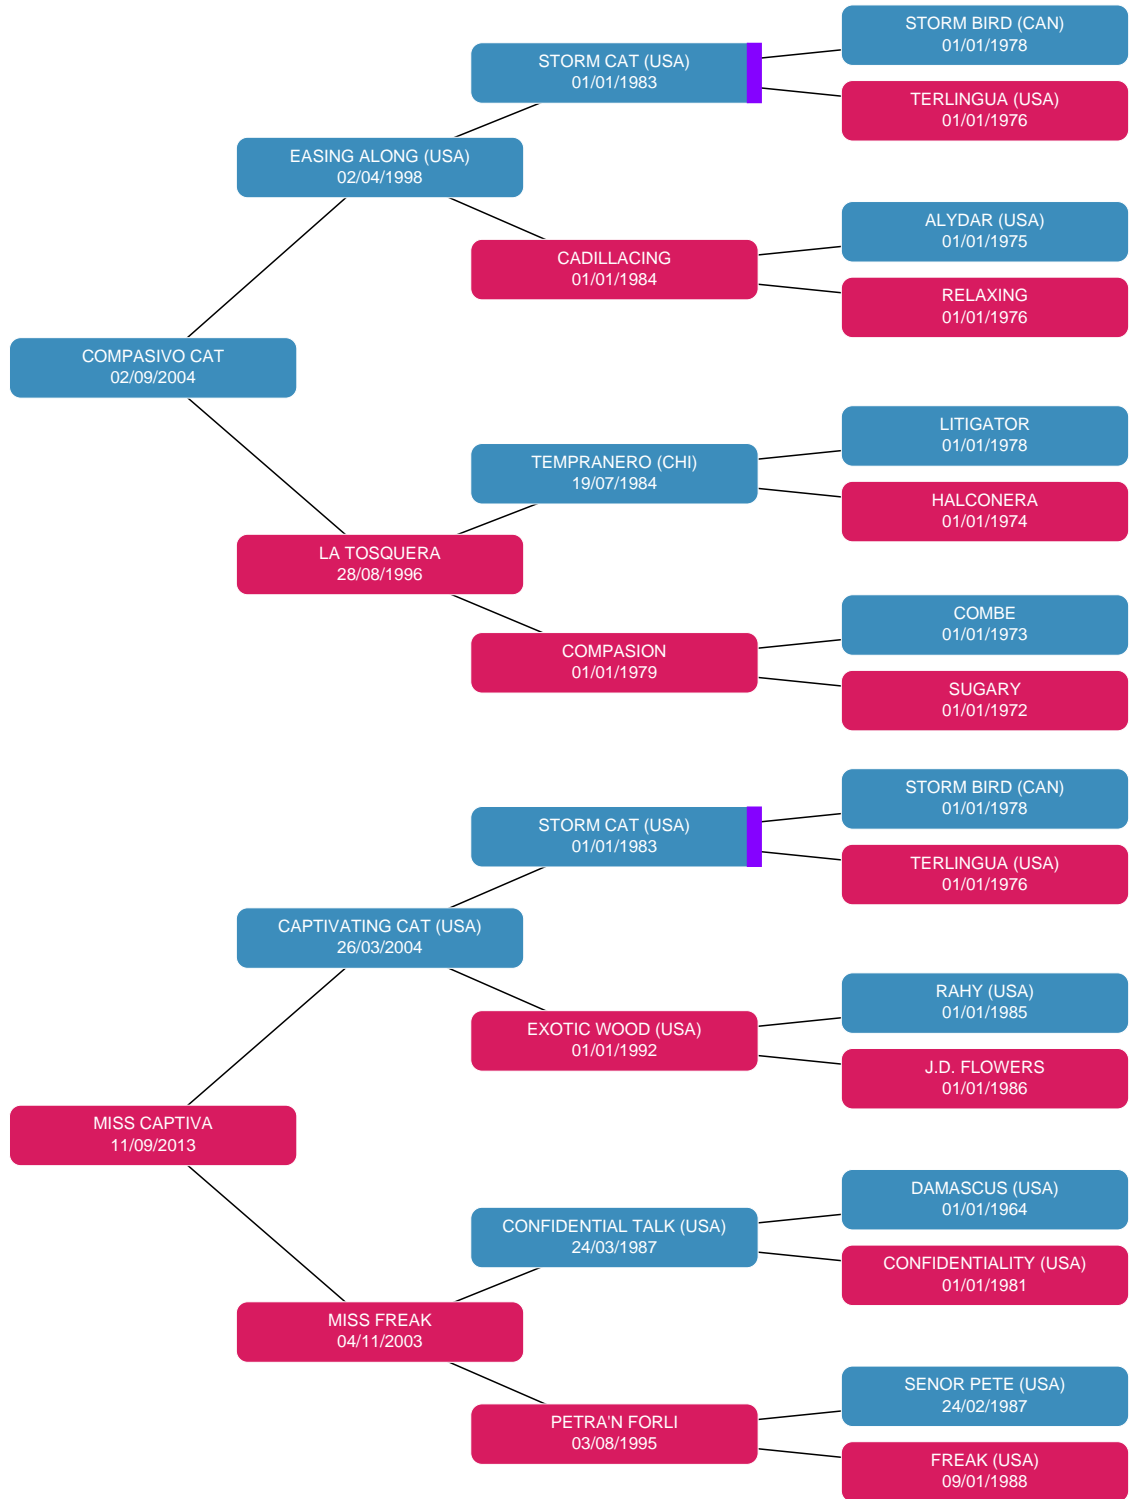 STORM BIRD (CAN)
01/01/1978
STORM CAT (USA)
01/01/1983
TERLINGUA (USA)
01/01/1976
EASING ALONG (USA)
02/04/1998
ALYDAR (USA)
01/01/1975
CADILLACING
01/01/1984
RELAXING
01/01/1976
COMPASIVO CAT
02/09/2004
LITIGATOR
01/01/1978
TEMPRANERO (CHI)
19/07/1984
HALCONERA
01/01/1974
LA TOSQUERA
28/08/1996
COMBE
01/01/1973
COMPASION
01/01/1979
SUGARY
01/01/1972
STORM BIRD (CAN)
01/01/1978
STORM CAT (USA)
01/01/1983
TERLINGUA (USA)
01/01/1976
CAPTIVATING CAT (USA)
26/03/2004
RAHY (USA)
01/01/1985
EXOTIC WOOD (USA)
01/01/1992
J.D. FLOWERS
01/01/1986
MISS CAPTIVA
11/09/2013
DAMASCUS (USA)
01/01/1964
CONFIDENTIAL TALK (USA)
24/03/1987
CONFIDENTIALITY (USA)
01/01/1981
MISS FREAK
04/11/2003
SENOR PETE (USA)
24/02/1987
PETRA'N FORLI
03/08/1995
FREAK (USA)
09/01/1988